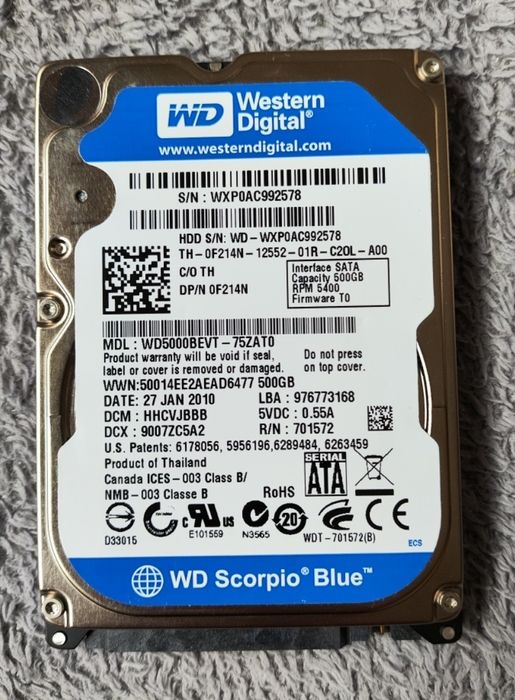 WD Western Digital®
www.westerndigital.com
S/N : WXP0AC992578
HDD S/N: WD-WXP0AC992578
TH-0F214N-12552-01R-C20L-A00
C/O TH
DP/N 0F214N
Interface SATA
Capacity 500GB
RPM 5400
Firmware T0
MDL : WD5000BEVT-75ZAT0
Product warranty will be void if seal,
label or cover is removed or damaged.
Do not press
on top cover.
WWN:50014EE2AEAD6477 500GB
DATE: 27 JAN 2010
LBA : 976773168
DCM : HHCVJBBB
5VDC : 0.55A
DCX : 9007ZC5A2
R/N : 701572
U.S. Patents: 6178056, 5956196,6289484, 6263459
Product of Thailand
Canada ICES-003 Class B/
NMB-003 Classe B
RoHS
SERIAL
ATA
D33015
c UL us
E101559
N3565
20
CE
WDT-701572(B)
ECS
WD Scorpio® Blue™